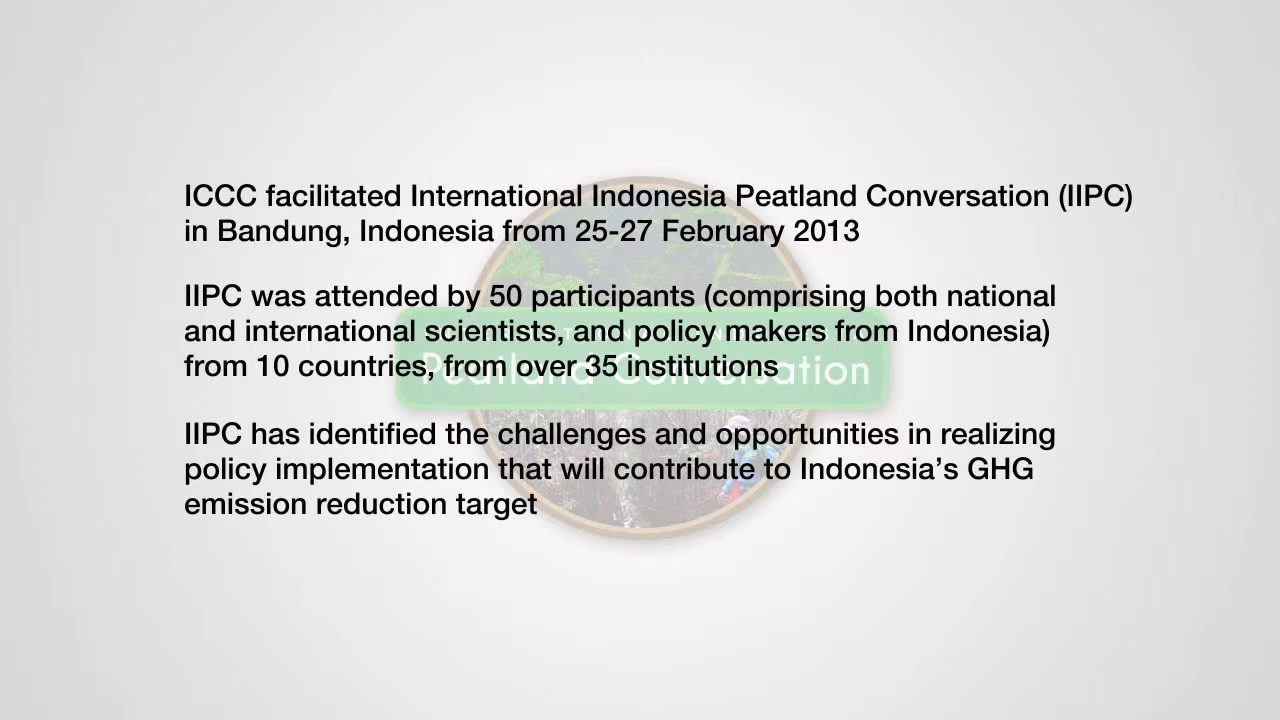 ICCC facilitated International Indonesia Peatland Conversation (IIPC)
in Bandung, Indonesia from 25-27 February 2013
IIPC was attended by 50 participants (comprising both national
and international scientists, and policy makers from Indonesia)
from 10 countries, from over 35 institutions
Peatland Conversation
IIPC has identified the challenges and opportunities in realizing
policy implementation that will contribute to Indonesia’s GHG
emission reduction target